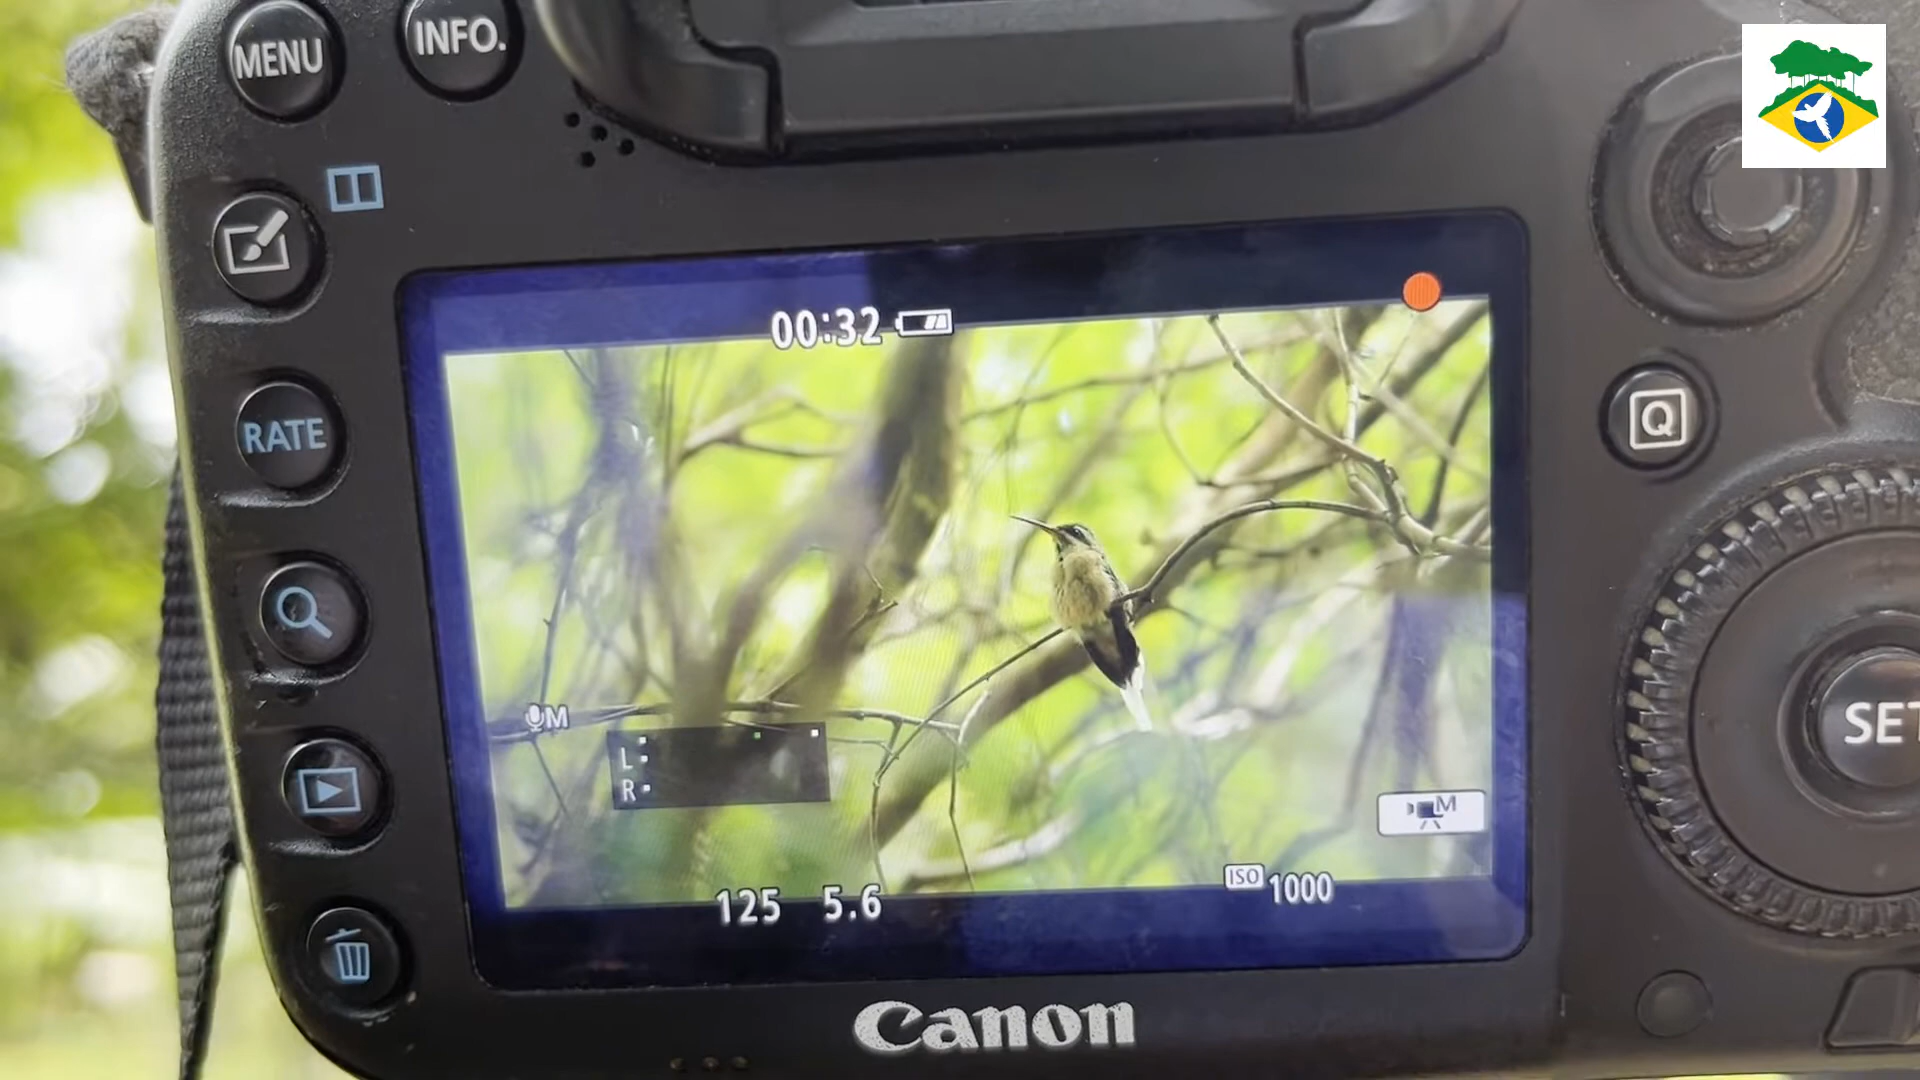 MENU
INFO.
00:32
RATE
Q
M
L
R
SET
M
125 5.6
ISO 1000
Canon